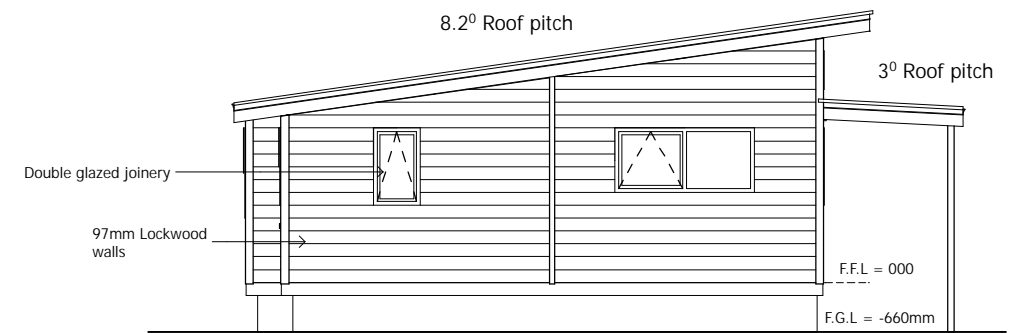 8.2⁰ Roof pitch
3⁰ Roof pitch
Double glazed joinery
97mm Lockwood
walls
F.F.L = 000
F.G.L = -660mm